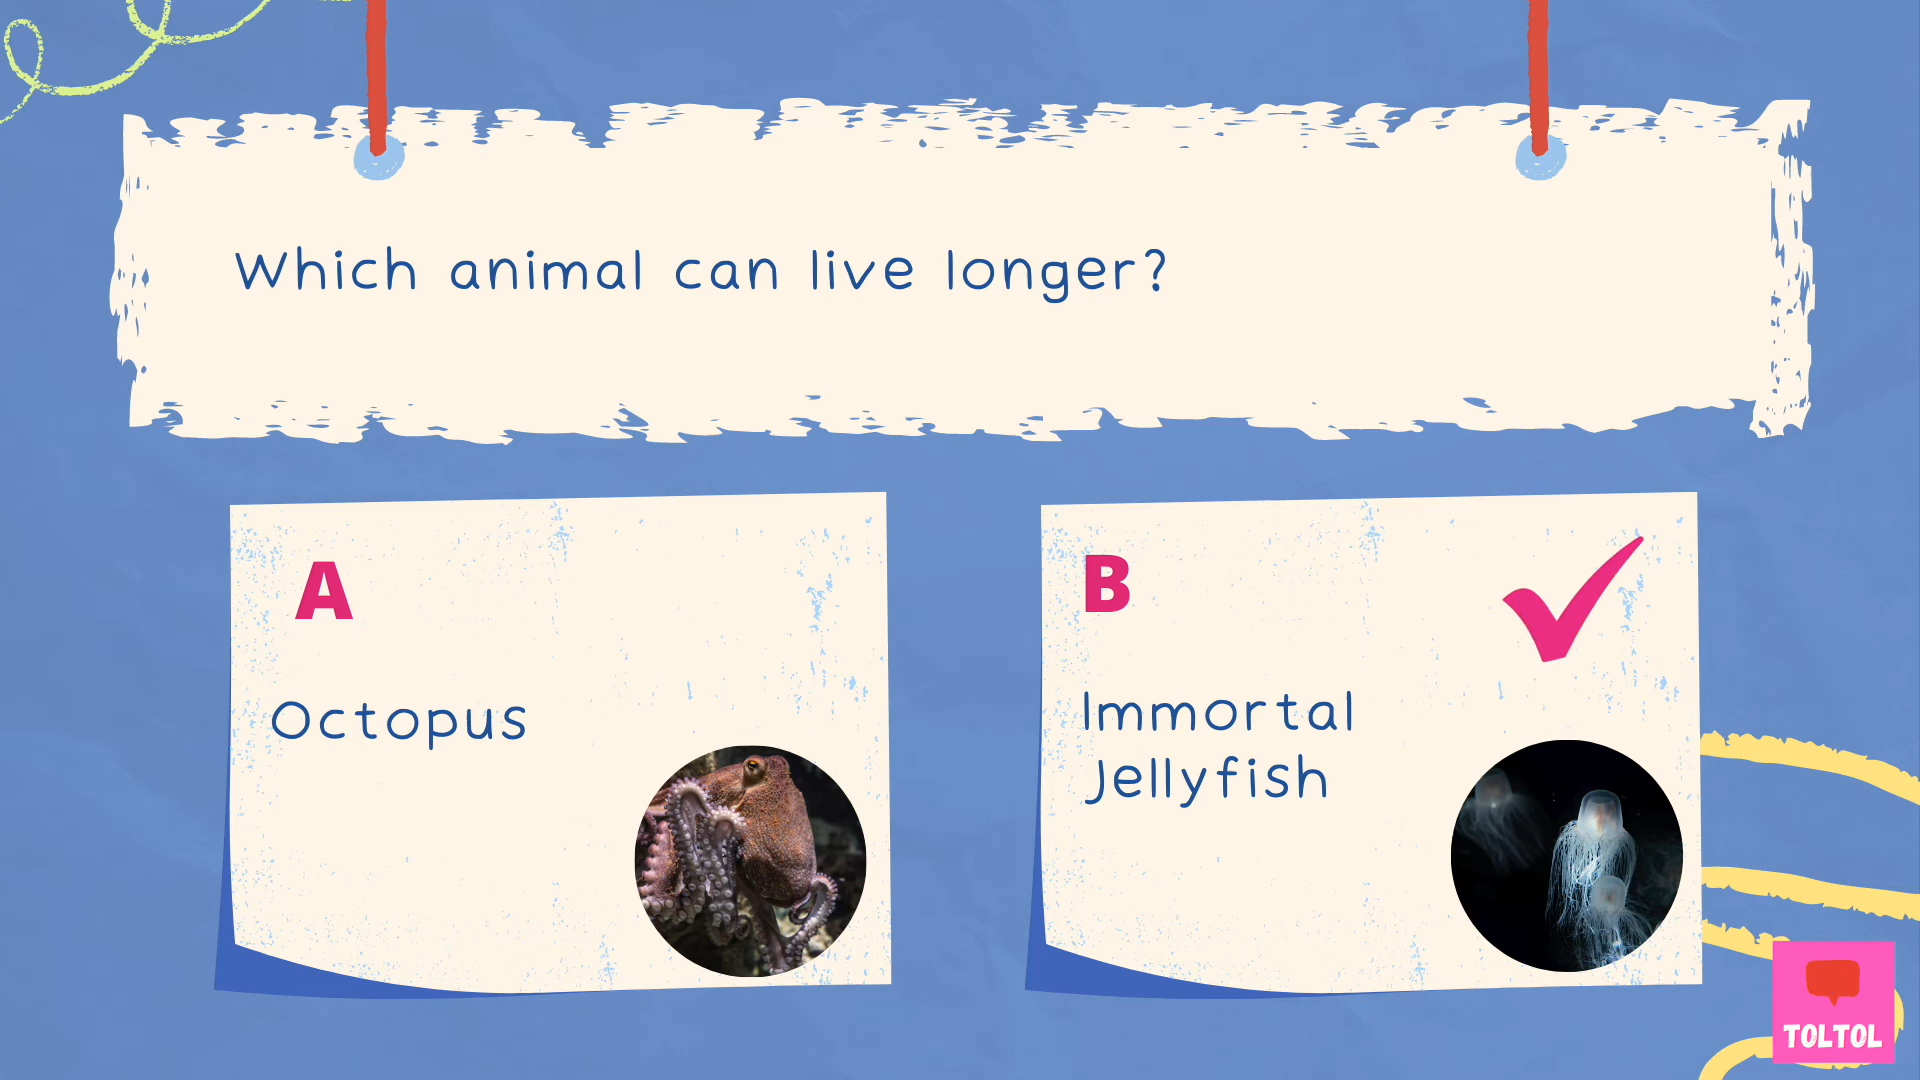 Which animal can live longer?
A
Octopus
B
Immortal
Jellyfish
TOLTOL